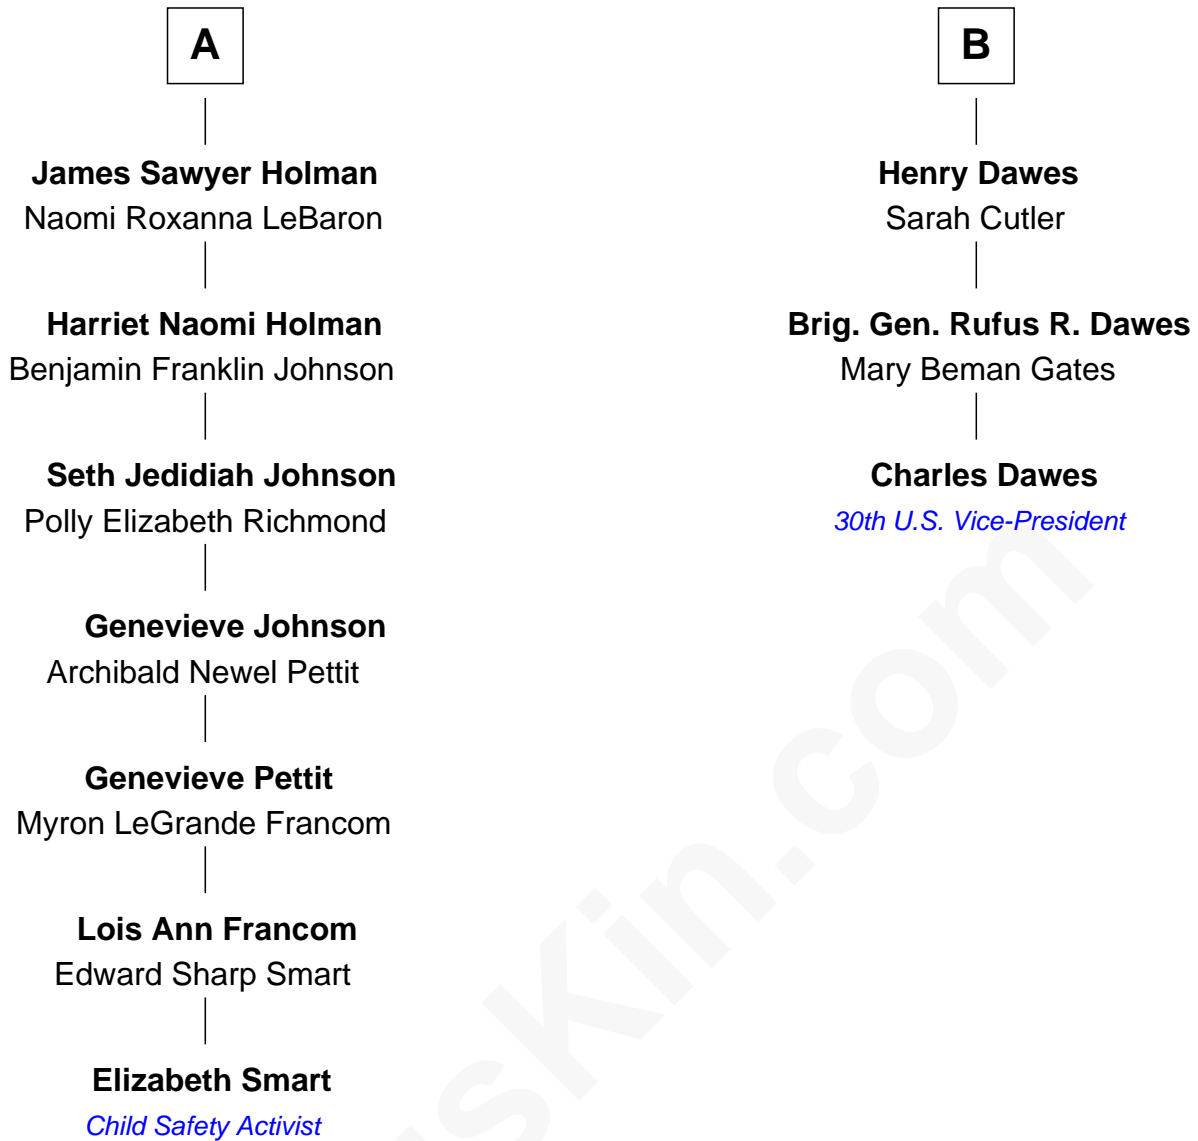 A
James Sawyer Holman
Naomi Roxanna LeBaron
Harriet Naomi Holman
Benjamin Franklin Johnson
Seth Jedidiah Johnson
Polly Elizabeth Richmond
Genevieve Johnson
Archibald Newel Pettit
Genevieve Pettit
Myron LeGrande Francom
Lois Ann Francom
Edward Sharp Smart
Elizabeth Smart
Child Safety Activist
B
Henry Dawes
Sarah Cutler
Brig. Gen. Rufus R. Dawes
Mary Beman Gates
Charles Dawes
30th U.S. Vice-President
sKin.com